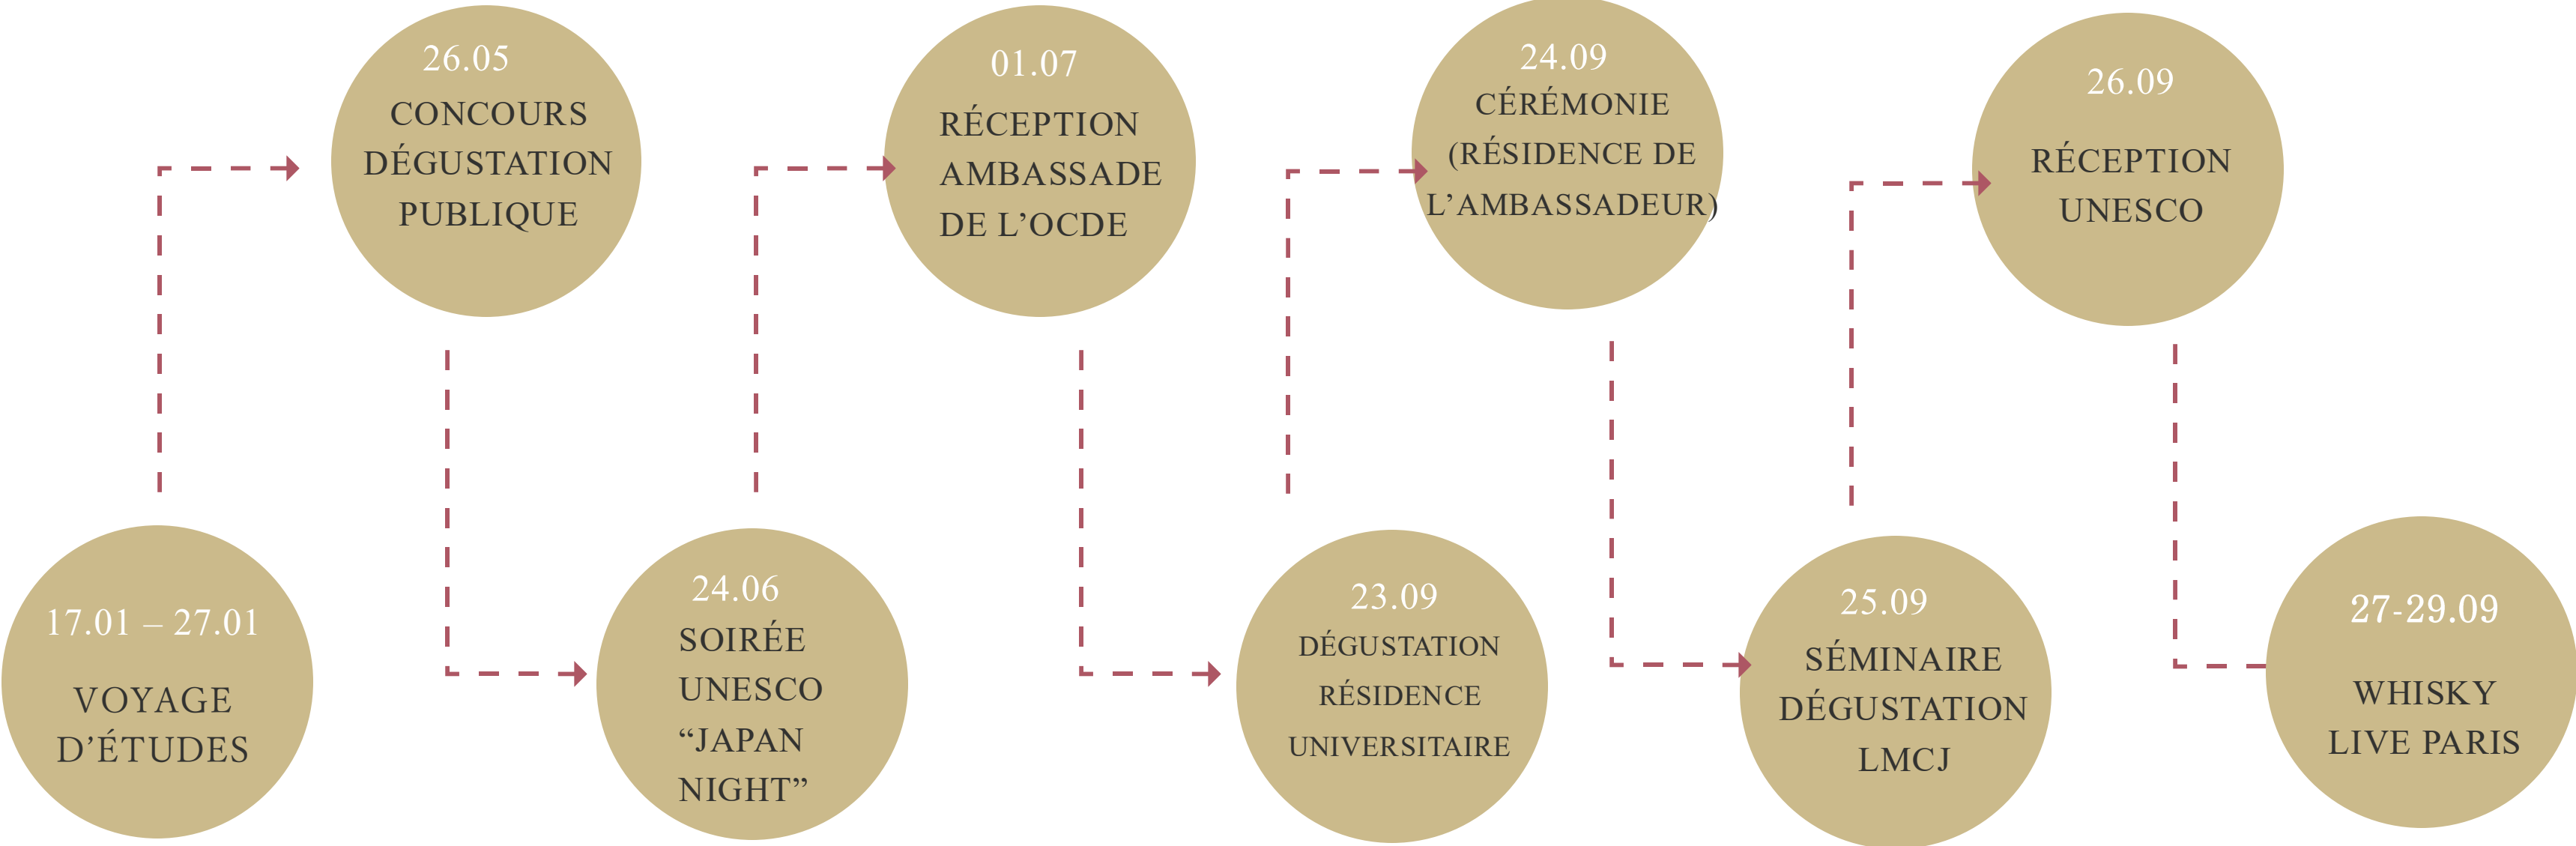 17.01 – 27.01
VOYAGE
D’ÉTUDES
26.05
CONCOURS
DÉGUSTATION
PUBLIQUE
24.06
SOIRÉE
UNESCO
“JAPAN
NIGHT”
01.07
RÉCEPTION
AMBASSADE
DE L’OCDE
23.09
DÉGUSTATION
RÉSIDENCE
UNIVERSITAIRE
24.09
CÉRÉMONIE
(RÉSIDENCE DE
L’AMBASSADEUR)
25.09
SÉMINAIRE
DÉGUSTATION
LMCJ
26.09
RÉCEPTION
UNESCO
27-29.09
WHISKY
LIVE PARIS